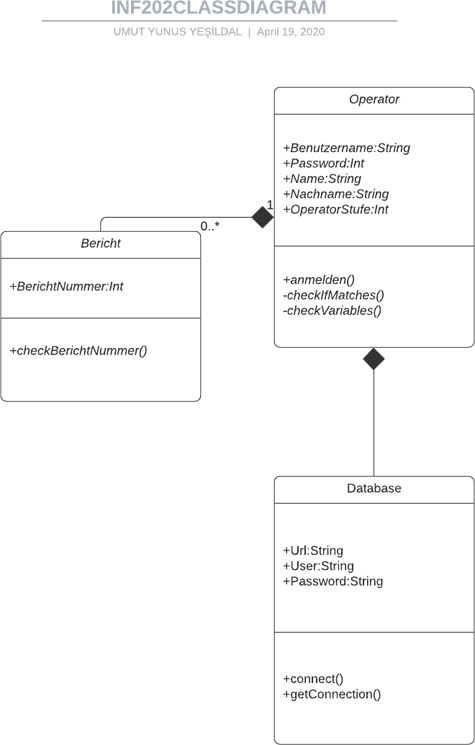 INF202CLASSDIAGRAM
UMUT YUNUS YEŞİLDAL | April 19, 2020
Operator
+Benutzername:String
+Password:Int
+Name:String
+Nachname:String
+OperatorStufe:Int
+anmelden()
-checkIfMatches()
-checkVariables()
1
0..*
Bericht
+BerichtNummer:Int
+checkBerichtNummer()
Database
+Url:String
+User:String
+Password:String
+connect()
+getConnection()